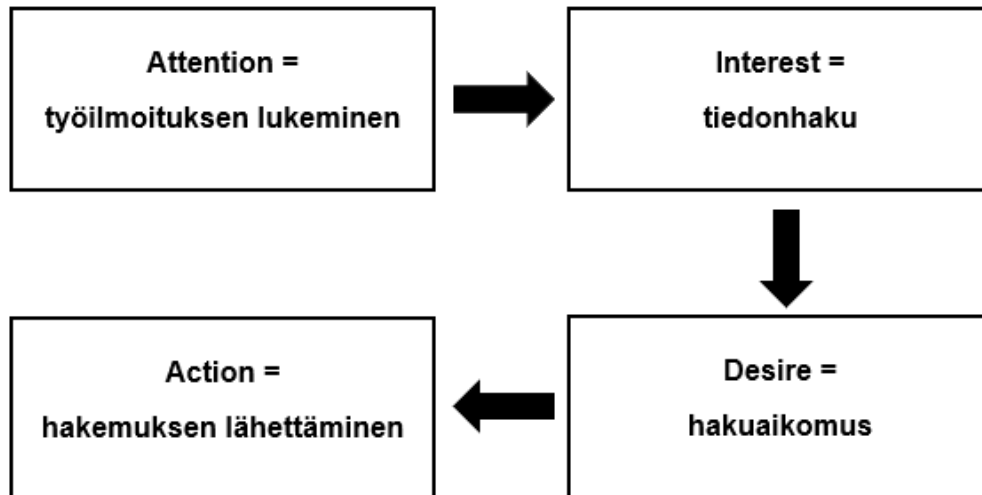 Attention =
työilmoituksen lukeminen
Interest =
tiedonhaku
Desire =
hakuaikomus
Action =
hakemuksen lähettäminen